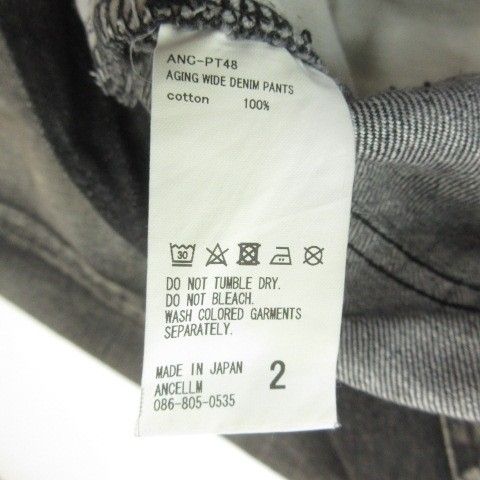 ANC-PT48
AGING WIDE DENIM PANTS
cotton 100%
30
DO NOT TUMBLE DRY.
DO NOT BLEACH.
WASH COLORED GARMENTS
SEPARATELY.
MADE IN JAPAN 2
ANCELLM
086-805-0535